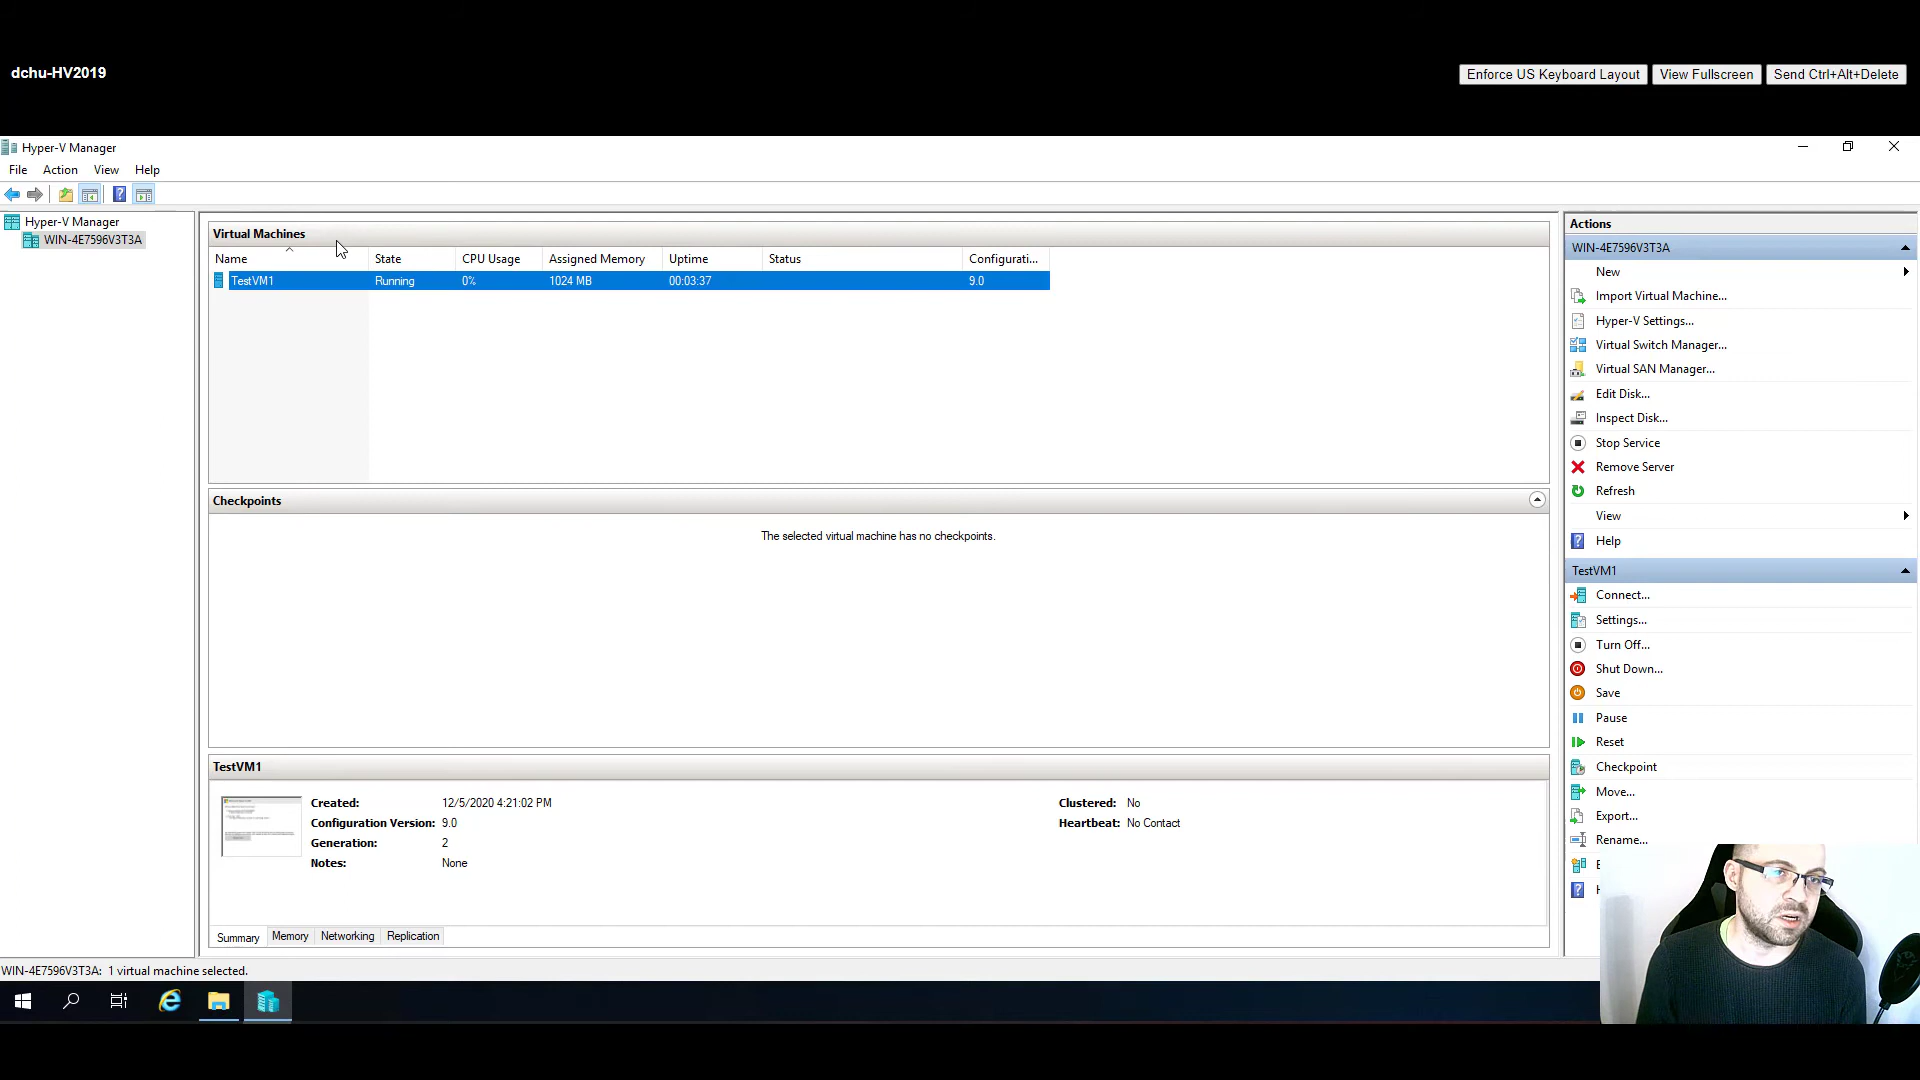 dchu-HV2019
Enforce US Keyboard Layout
View Fullscreen
Send Ctrl+Alt+Delete
Hyper-V Manager
File Action View Help
Hyper-V Manager
WIN-4E7596V3T3A
Virtual Machines
Name State CPU Usage Assigned Memory Uptime Status Configurati...
TestVM1 Running 0% 1024 MB 00:03:37 9.0
Checkpoints
The selected virtual machine has no checkpoints.
TestVM1
Created: 12/5/2020 4:21:02 PM
Configuration Version: 9.0
Generation: 2
Notes: None
Clustered: No
Heartbeat: No Contact
Summary Memory Networking Replication
Actions
WIN-4E7596V3T3A
New
Import Virtual Machine...
Hyper-V Settings...
Virtual Switch Manager...
Virtual SAN Manager...
Edit Disk...
Inspect Disk...
Stop Service
Remove Server
Refresh
View
Help
TestVM1
Connect...
Settings...
Turn Off...
Shut Down...
Save
Pause
Reset
Checkpoint
Move...
Export...
Rename...
WIN-4E7596V3T3A: 1 virtual machine selected.